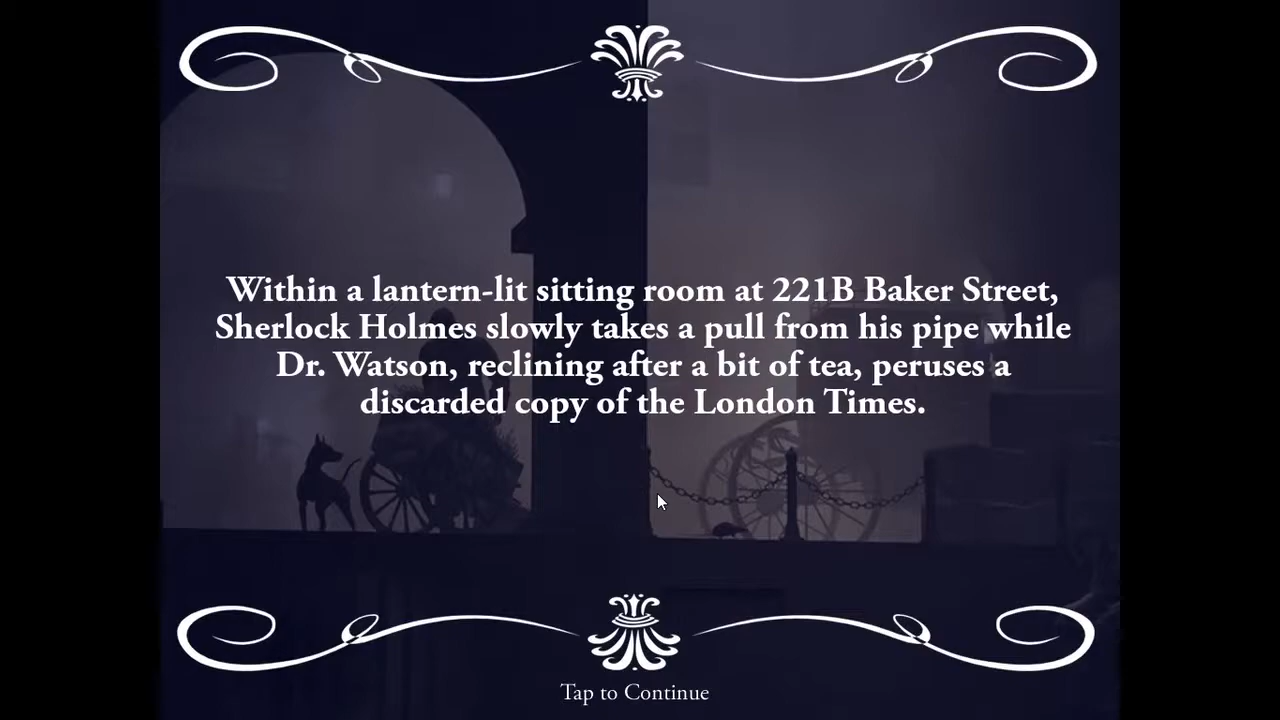 Within a lantern-lit sitting room at 221B Baker Street,
Sherlock Holmes slowly takes a pull from his pipe while
Dr. Watson, reclining after a bit of tea, peruses a
discarded copy of the London Times.
Tap to Continue